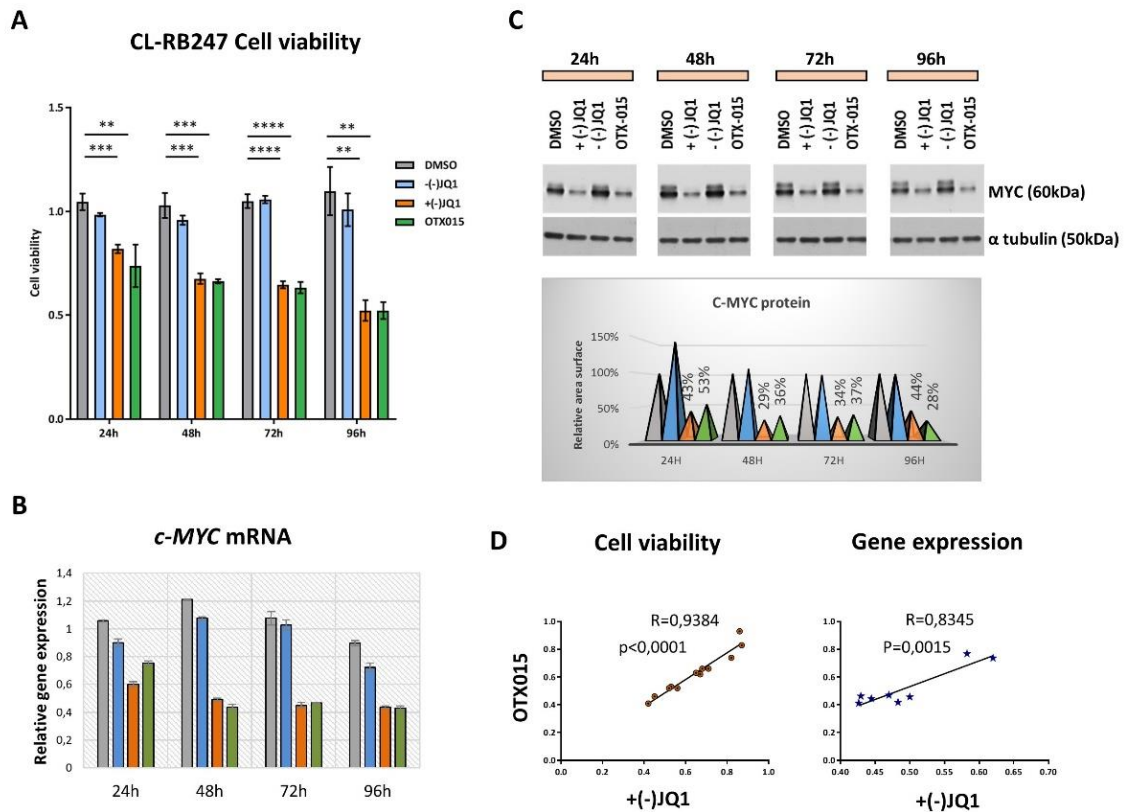 A
CL-RB247 Cell viability
1.5
1.0
0.5
0.0
Cell viability
** *** **** **
*** *** **** **
24h 48h 72h 96h
DMSO
-(-)JQ1
+(-)JQ1
OTX015
B
c-MYC mRNA
Relative gene expression
1,4
1,2
1
0,8
0,6
0,4
0,2
0
24h 48h 72h 96h
C
24h 48h 72h 96h
DMSO + (-) JQ1 - (-) JQ1 OTX-015 DMSO + (-) JQ1 - (-) JQ1 OTX-015 DMSO + (-) JQ1 - (-) JQ1 OTX-015 DMSO + (-) JQ1 - (-) JQ1 OTX-015
MYC (60kDa)
α tubulin (50kDa)
C-MYC protein
Relative area surface
150%
100%
50%
0%
43% 53% 29% 36% 34% 37% 44% 28%
24H 48H 72H 96H
D
Cell viability
OTX015
R=0,9384
p<0,0001
1.0
0.8
0.6
0.4
0.2
0.0
0.0 0.2 0.4 0.6 0.8 1.0
+(-)JQ1
Gene expression
R=0,8345
P=0,0015
1.0
0.8
0.6
0.4
0.2
0.0
0.40 0.45 0.50 0.55 0.60 0.65 0.70
+(-)JQ1